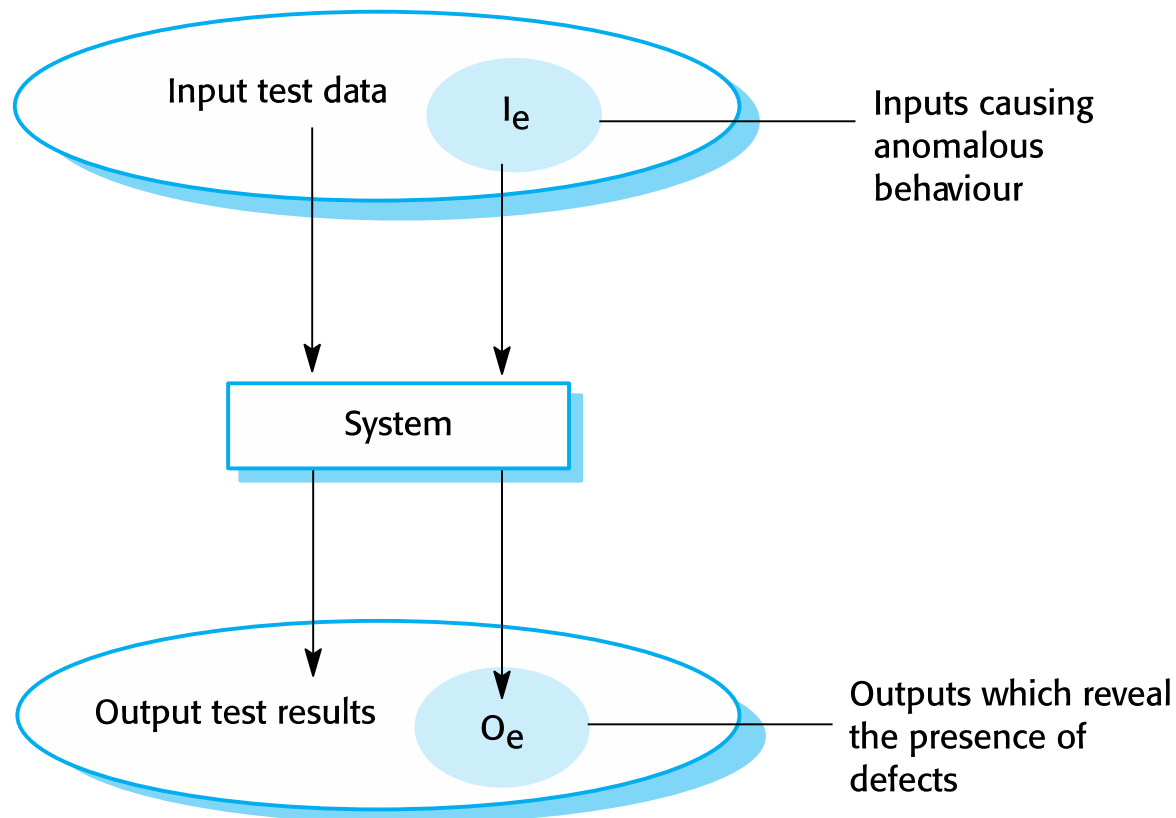 Input test data
Ie
Inputs causing
anomalous
behaviour
System
Output test results
Oe
Outputs which reveal
the presence of
defects